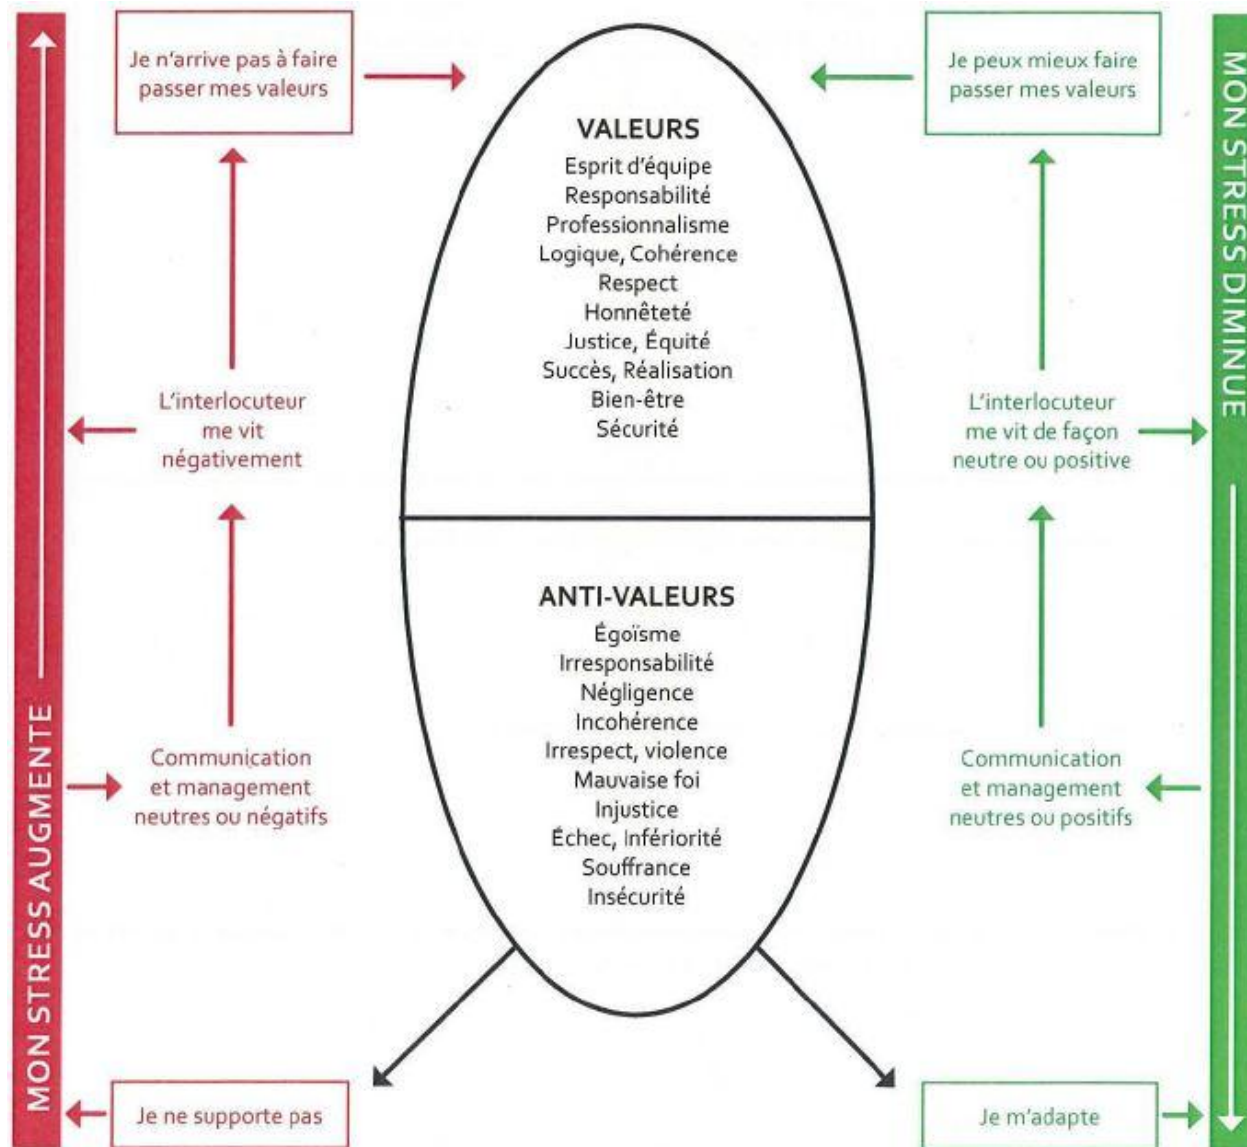 MON STRESS AUGMENTE
Je n'arrive pas à faire
passer mes valeurs
L'interlocuteur
me vit
négativement
Communication
et management
neutres ou négatifs
Je ne supporte pas
VALEURS
Esprit d'équipe
Responsabilité
Professionnalisme
Logique, Cohérence
Respect
Honnêteté
Justice, Équité
Succès, Réalisation
Bien-être
Sécurité
ANTI-VALEURS
Égoïsme
Irresponsabilité
Négligence
Incohérence
Irrespect, violence
Mauvaise foi
Injustice
Échec, Infériorité
Souffrance
Insécurité
Je peux mieux faire
passer mes valeurs
L'interlocuteur
me vit de façon
neutre ou positive
Communication
et management
neutres ou positifs
Je m'adapte
MON STRESS DIMINUE